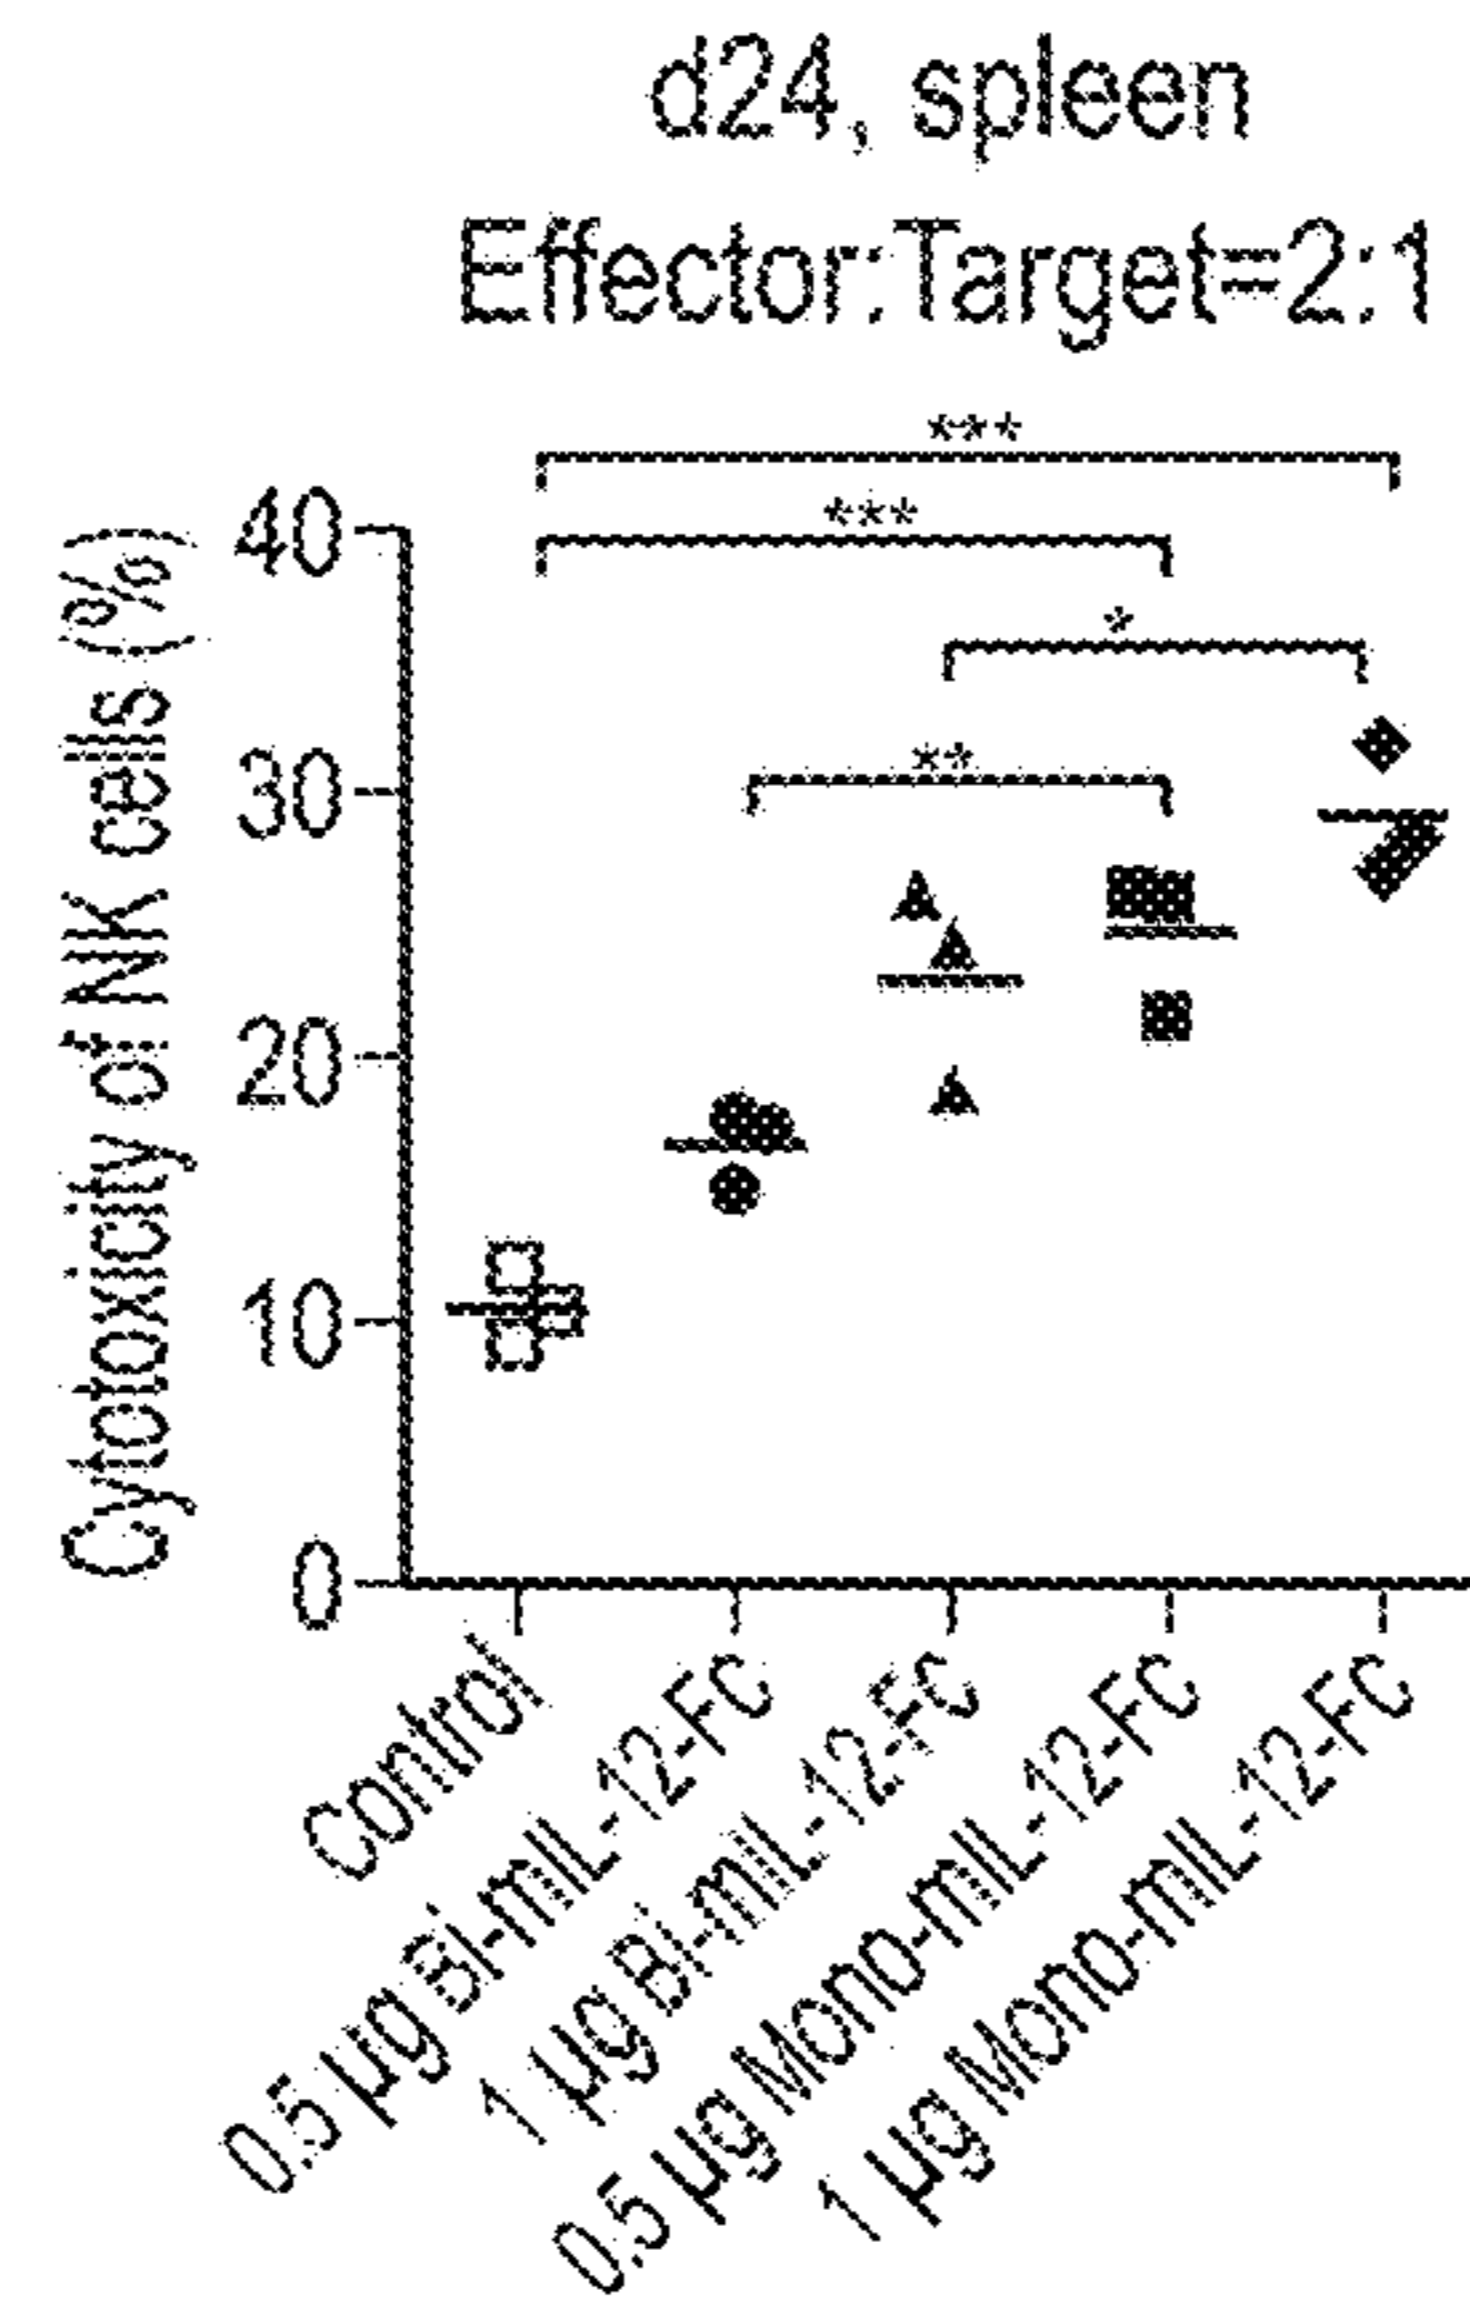 d24, spleen
Effector:Target=2:1
***
***
*
**
Cytotoxicity of NK cells (%)
40
30
20
10
0
control
0.5 µg Bi-mIL-12-FC
1 µg Bi-mIL-12-FC
0.5 µg Mono-mIL-12-FC
1 µg Mono-mIL-12-FC